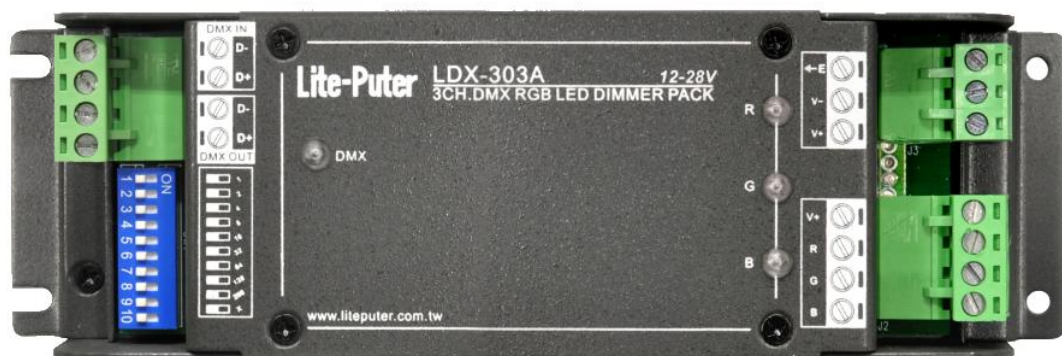 DMX IN
D-
D+
D-
D+
DMX OUT
ON
1
2
3
4
5
6
7
8
9
10
Lite-Puter
LDX-303A
12-28V
3CH.DMX RGB LED DIMMER PACK
DMX
R
G
B
www.liteputer.com.tw
←E
V-
V+
V+
R
G
B
J3
J2